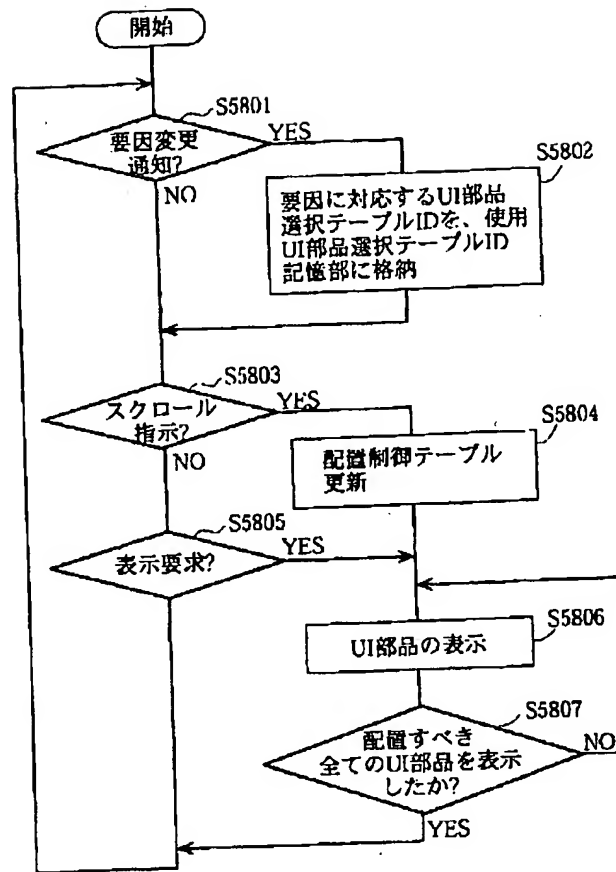 開始
S5801
要因変更
通知?
YES
NO
S5802
要因に対応するUI部品
選択テーブルIDを、使用
UI部品選択テーブルID
記憶部に格納
S5803
スクロール
指示?
YES
NO
S5804
配置制御テーブル
更新
S5805
表示要求?
YES
S5806
UI部品の表示
S5807
配置すべき
全てのUI部品を表示
したか?
NO
YES